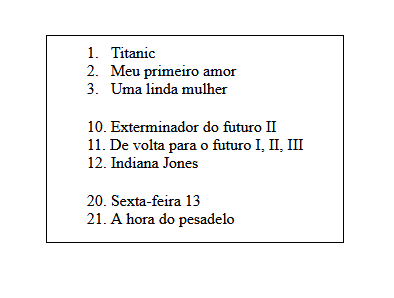 1. Titanic
2. Meu primeiro amor
3. Uma linda mulher
10. Exterminador do futuro II
11. De volta para o futuro I, II, III
12. Indiana Jones
20. Sexta-feira 13
21. A hora do pesadelo